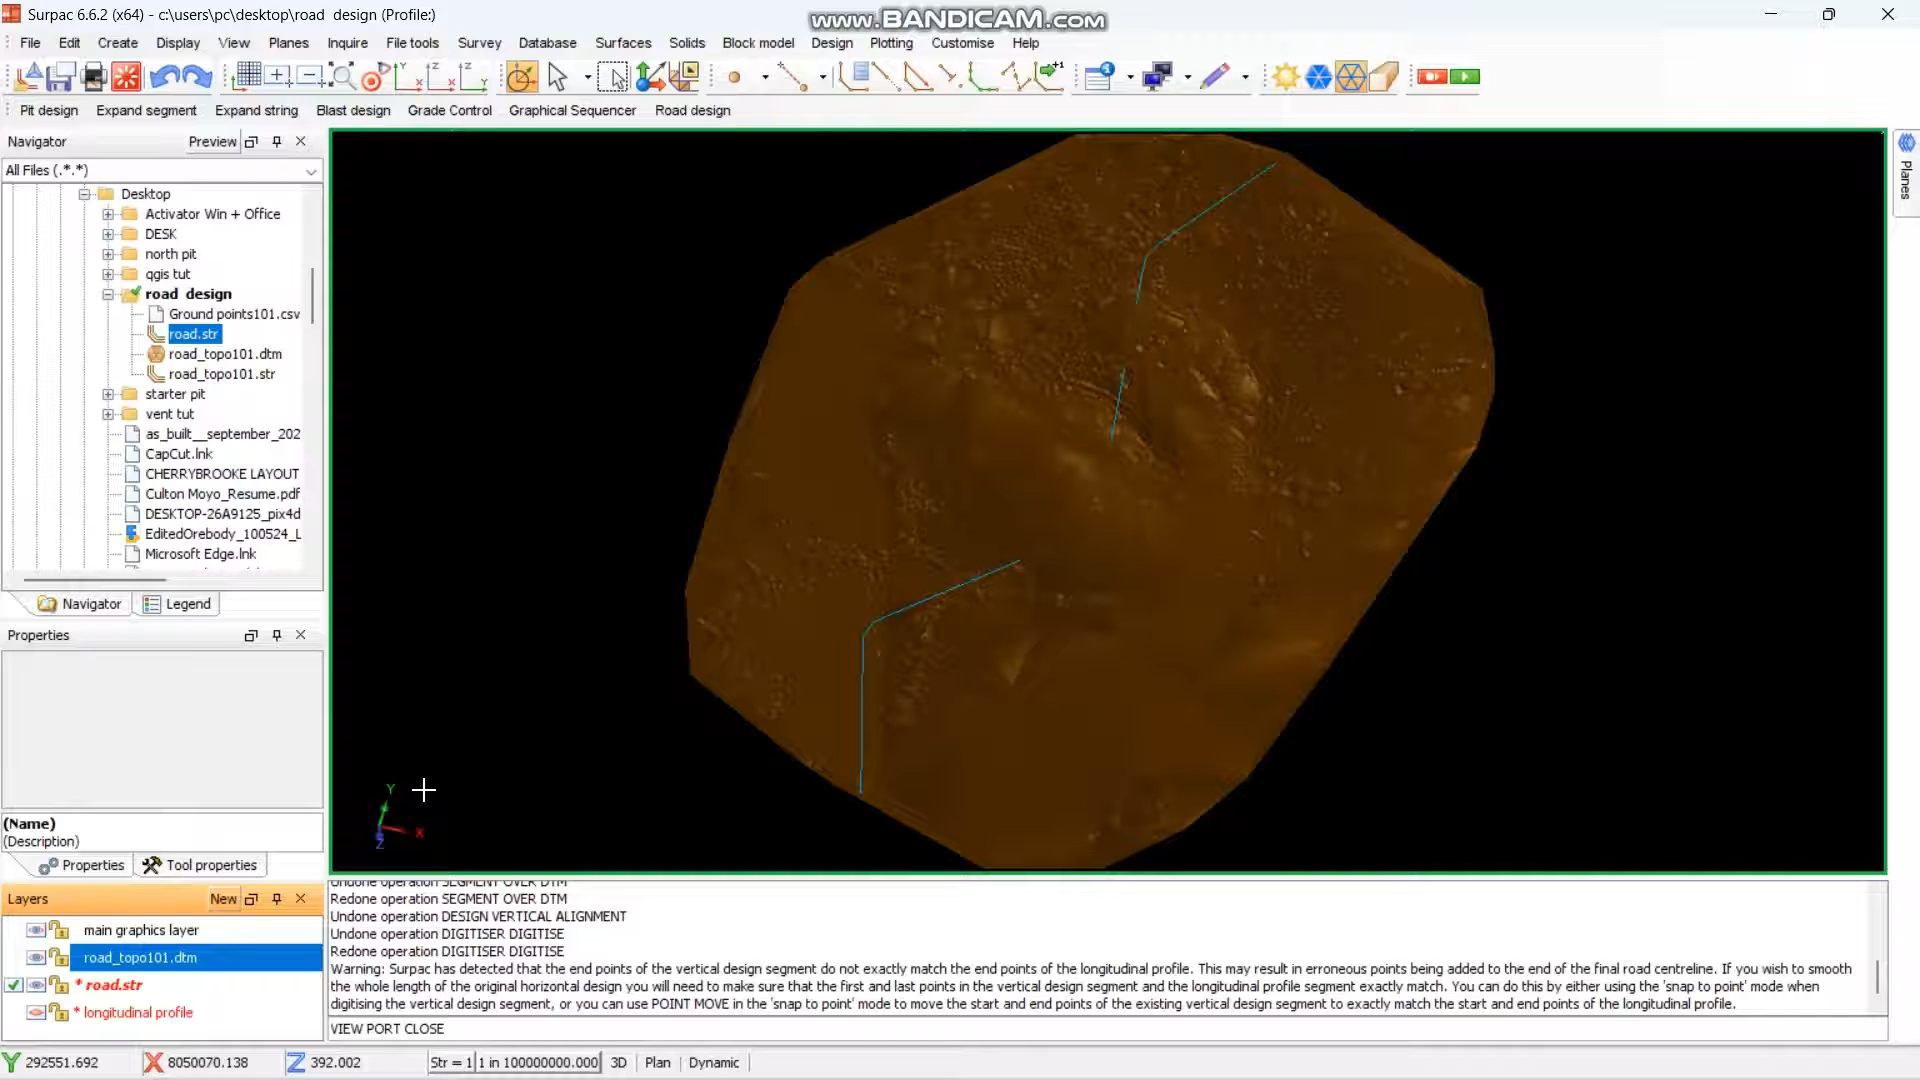 Surpac 6.6.2 (x64) - c:\users\pc\desktop\road  design (Profile:)
www.BANDICAM.com
File Edit Create Display View Planes Inquire File tools Survey Database Surfaces Solids Block model Design Plotting Customise Help
Pit design Expand segment Expand string Blast design Grade Control Graphical Sequencer Road design
Navigator Preview
All Files (.*.*)
Desktop
Activator Win + Office
DESK
north pit
qgis tut
road  design
Ground points101.csv
road.str
road_topo101.dtm
road_topo101.str
starter pit
vent tut
as_built__september_202
CapCut.lnk
CHERRYBROOKE LAYOUT
Culton Moyo_Resume.pdf
DESKTOP-26A9125_pix4d
EditedOrebody_100524_L
Microsoft Edge.lnk
Navigator Legend
Properties
(Name)
(Description)
Properties Tool properties
Layers New
main graphics layer
road_topo101.dtm
* road.str
* longitudinal profile
Planes
Y
X
Z
Undone operation SEGMENT OVER DTM
Redone operation SEGMENT OVER DTM
Undone operation DESIGN VERTICAL ALIGNMENT
Undone operation DIGITISER DIGITISE
Redone operation DIGITISER DIGITISE
Warning: Surpac has detected that the end points of the vertical design segment do not exactly match the end points of the longitudinal profile. This may result in erroneous points being added to the end of the final road centreline. If you wish to smooth
the whole length of the original horizontal design you will need to make sure that the first and last points in the vertical design segment and the longitudinal profile segment exactly match. You can do this by either using the 'snap to point' mode when
digitising the vertical design segment, or you can use POINT MOVE in the 'snap to point' mode to move the start and end points of the existing vertical design segment to exactly match the start and end points of the longitudinal profile.
VIEW PORT CLOSE
Y 292551.692 X 8050070.138 Z 392.002 Str = 1 1 in 100000000.000 3D Plan Dynamic